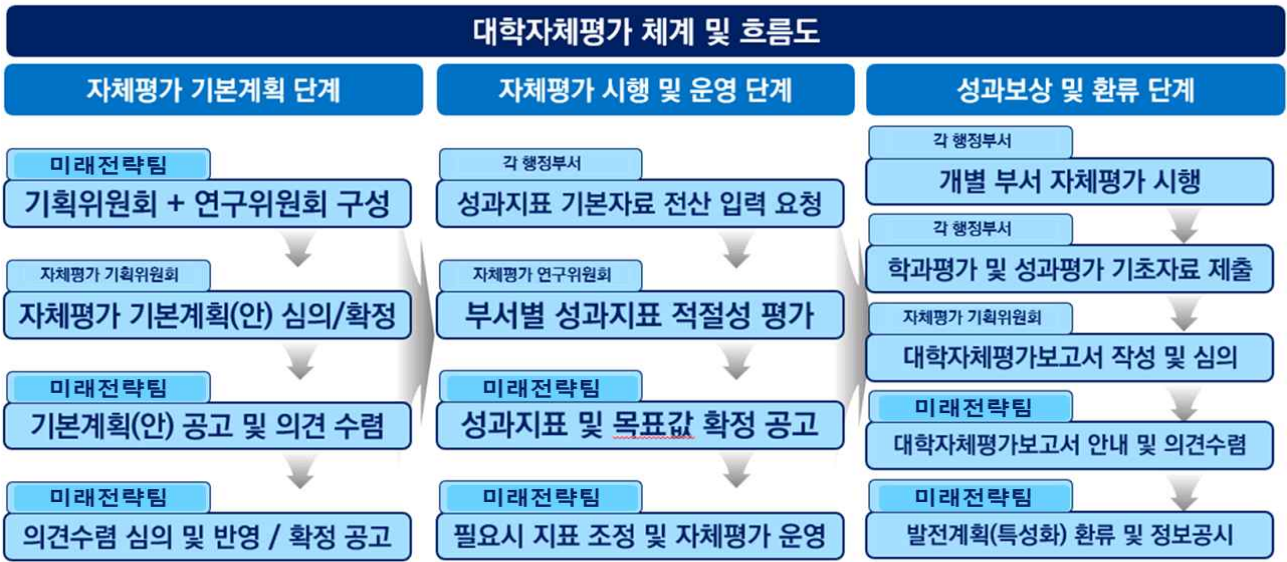 대학자체평가 체계 및 흐름도
자체평가 기본계획 단계
미래전략팀
기획위원회 + 연구위원회 구성
자체평가 기획위원회
자체평가 기본계획(안) 심의/확정
미래전략팀
기본계획(안) 공고 및 의견 수렴
미래전략팀
의견수렴 심의 및 반영 / 확정 공고
자체평가 시행 및 운영 단계
각 행정부서
성과지표 기본자료 전산 입력 요청
자체평가 연구위원회
부서별 성과지표 적절성 평가
미래전략팀
성과지표 및 목표값 확정 공고
미래전략팀
필요시 지표 조정 및 자체평가 운영
성과보상 및 환류 단계
각 행정부서
개별 부서 자체평가 시행
각 행정부서
학과평가 및 성과평가 기초자료 제출
자체평가 기획위원회
대학자체평가보고서 작성 및 심의
미래전략팀
대학자체평가보고서 안내 및 의견수렴
미래전략팀
발전계획(특성화) 환류 및 정보공시